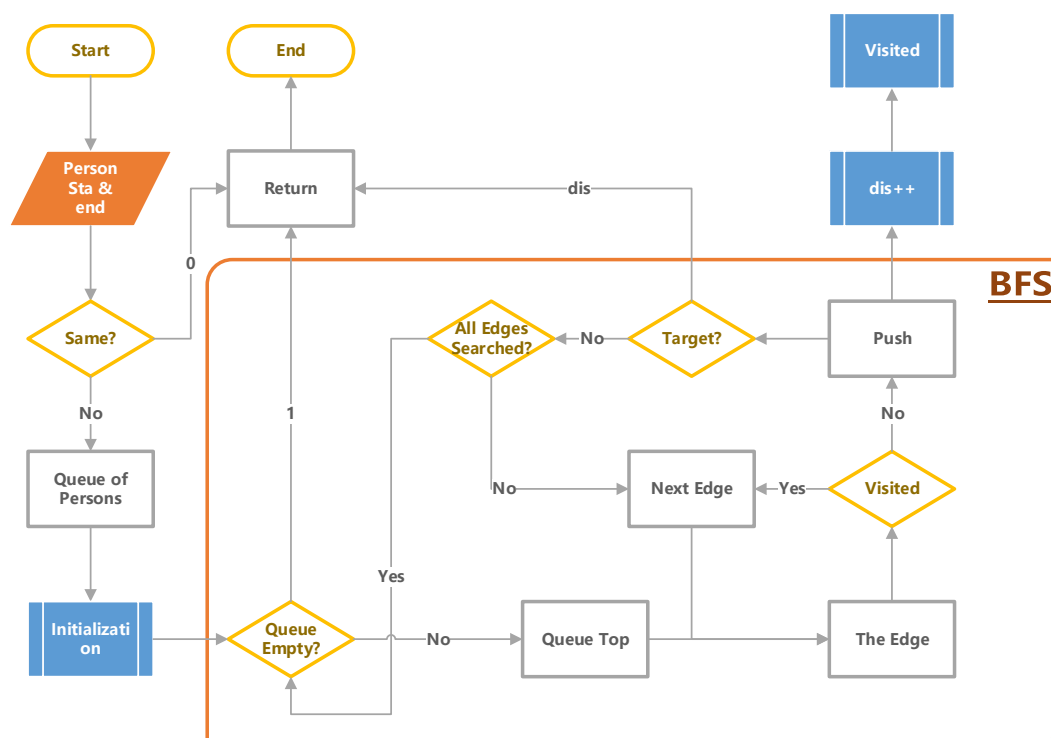 Start
End
Visited
Person
Sta &
end
Return
dis
dis++
0
BFS
Same?
All Edges
Searched?
No
Target?
Push
No
1
No
Queue of
Persons
No
Next Edge
Yes
Visited
Yes
Initializati
on
Queue
Empty?
No
Queue Top
The Edge